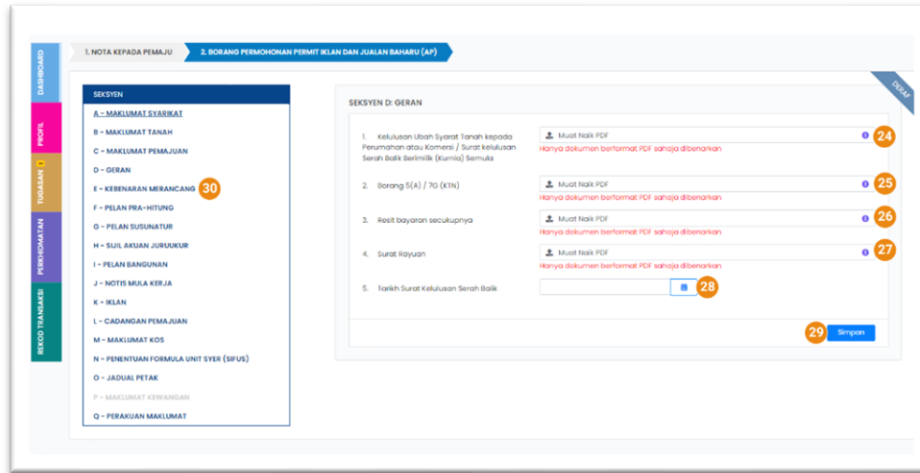 1. NOTA KEPADA PEMAJU
2. BORANG PERMOHONAN PERMIT IKLAN DAN JUALAN BAHARU (AP)
DASHBOARD
PROFIL
TUGASAN
PERKHIDMATAN
REKOD TRANSAKSI
SEKSYEN
A - MAKLUMAT SYARIKAT
B - MAKLUMAT TANAH
C - MAKLUMAT PEMAJUAN
D - GERAN
E - KEBENARAN MERANCANG 30
F - PELAN PRA-HITUNG
G - PELAN SUSUNATUR
H - SIJIL AKUAN JURUUKUR
I - PELAN BANGUNAN
J - NOTIS MULA KERJA
K - IKLAN
L - CADANGAN PEMAJUAN
M - MAKLUMAT KOS
N - PENENTUAN FORMULA UNIT SYER (SIFUS)
O - JADUAL PETAK
P - MAKLUMAT KEWANGAN
Q - PERAKUAN MAKLUMAT
DERAF
SEKSYEN D: GERAN
1. Kelulusan Ubah Syarat Tanah kepada
Perumahan atau Komersi / Surat kelulusan
Serah Balik Berimilik (Kurnia) Semula
Muat Naik PDF 24
Hanya dokumen berformat PDF sahaja dibenarkan
2. Borang 5(A) / 7G (KTN)
Muat Naik PDF 25
Hanya dokumen berformat PDF sahaja dibenarkan
3. Resit bayaran secukupnya
Muat Naik PDF 26
Hanya dokumen berformat PDF sahaja dibenarkan
4. Surat Rayuan
Muat Naik PDF 27
Hanya dokumen berformat PDF sahaja dibenarkan
5. Tarikh Surat Kelulusan Serah Balik
28
29 Simpan